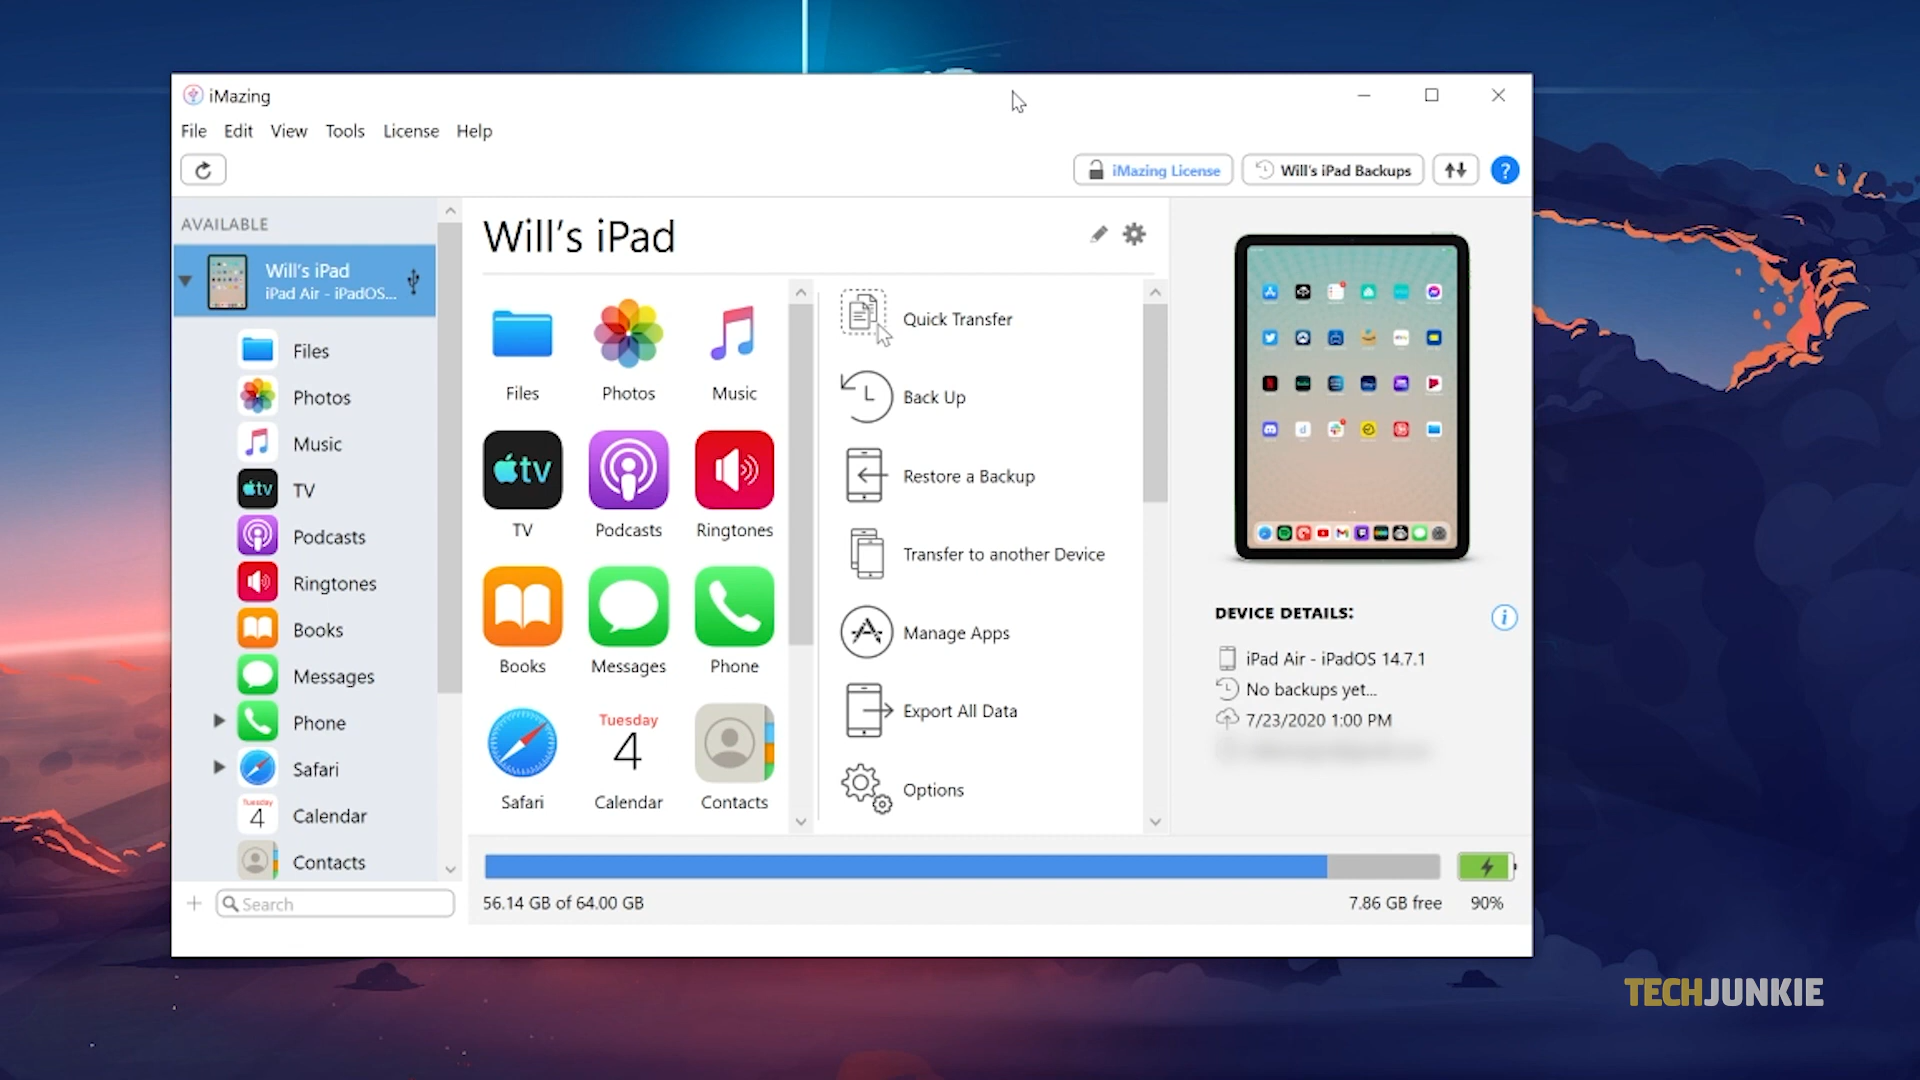 iMazing
File Edit View Tools License Help
iMazing License
Will's iPad Backups
?
AVAILABLE
Will's iPad
iPad Air - iPadOS...
Files
Photos
Music
tv TV
Podcasts
Ringtones
Books
Messages
Phone
Safari
Tuesday
4
Calendar
Contacts
Search
Will's iPad
Files Photos Music
tv
TV Podcasts Ringtones
Books Messages Phone
Tuesday
4
Safari Calendar Contacts
Quick Transfer
Back Up
Restore a Backup
Transfer to another Device
Manage Apps
Export All Data
Options
DEVICE DETAILS:
i
iPad Air - iPadOS 14.7.1
No backups yet...
7/23/2020 1:00 PM
56.14 GB of 64.00 GB
7.86 GB free
90%
TECHJUNKIE